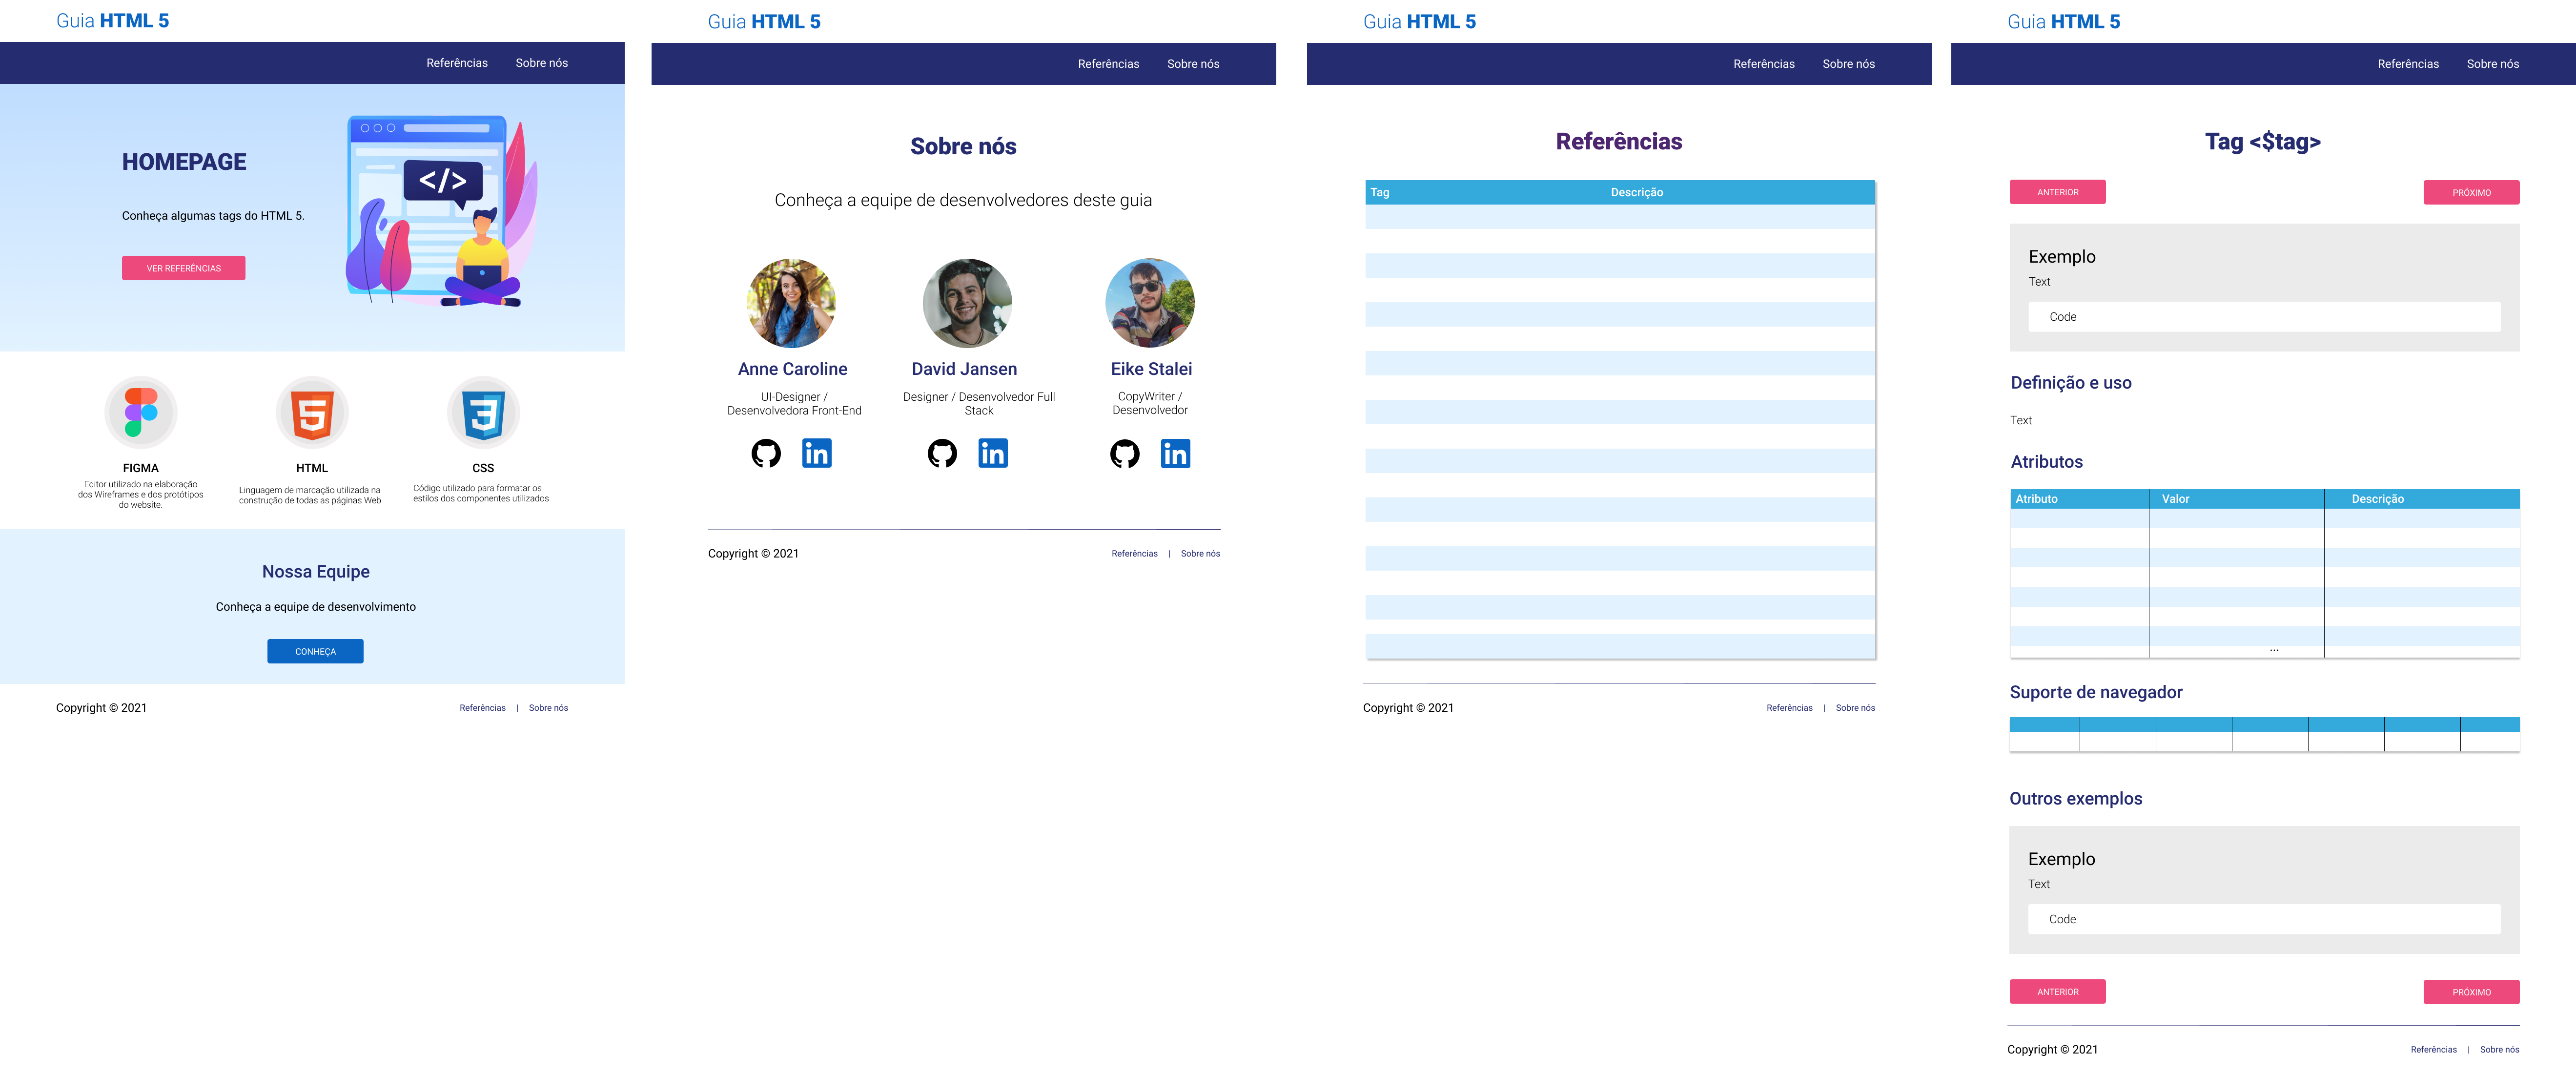 Guia HTML 5
Referências Sobre nós
HOMEPAGE
Conheça algumas tags do HTML 5.
VER REFERÊNCIAS
</>
FIGMA
Editor utilizado na elaboração
dos Wireframes e dos protótipos
do website.
HTML
Linguagem de marcação utilizada na
construção de todas as páginas Web
CSS
Código utilizado para formatar os
estilos dos componentes utilizados
Nossa Equipe
Conheça a equipe de desenvolvimento
CONHEÇA
Copyright © 2021
Referências | Sobre nós
Guia HTML 5
Referências Sobre nós
Sobre nós
Conheça a equipe de desenvolvedores deste guia
Anne Caroline
UI-Designer /
Desenvolvedora Front-End
in
David Jansen
Designer / Desenvolvedor Full
Stack
in
Eike Stalei
CopyWriter /
Desenvolvedor
in
Copyright © 2021
Referências | Sobre nós
Guia HTML 5
Referências Sobre nós
Referências
Tag Descrição
Copyright © 2021
Referências | Sobre nós
Guia HTML 5
Referências Sobre nós
Tag <$tag>
ANTERIOR PRÓXIMO
Exemplo
Text
Code
Definição e uso
Text
Atributos
Atributo Valor Descrição
...
Suporte de navegador
Outros exemplos
Exemplo
Text
Code
ANTERIOR PRÓXIMO
Copyright © 2021
Referências | Sobre nós